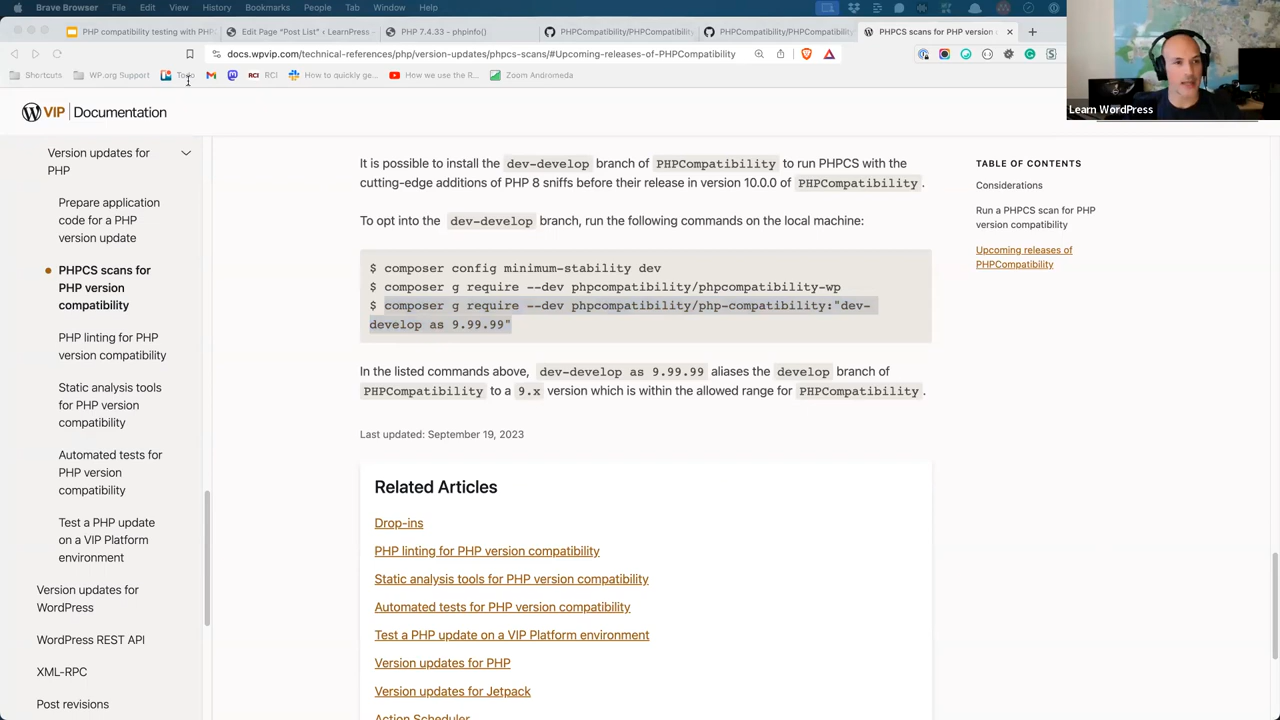 Brave Browser File Edit View History Bookmarks People Tab Window Help
PHP compatibility testing with PHP
Edit Page “Post List” ‹ LearnPress
PHP 7.4.33 - phpinfo()
PHPCompatibility/PHPCompatibility
PHPCompatibility/PHPCompatibility
PHPCS scans for PHP version
docs.wpvip.com/technical-references/php/version-updates/phpcs-scans/#Upcoming-releases-of-PHPCompatibility
Shortcuts
WP.org Support
Todo
RCI RCI
How to quickly ge...
How we use the R...
Zoom Andromeda
Learn WordPress
VIP | Documentation
Version updates for
PHP
Prepare application
code for a PHP
version update
PHPCS scans for
PHP version
compatibility
PHP linting for PHP
version compatibility
Static analysis tools
for PHP version
compatibility
Automated tests for
PHP version
compatibility
Test a PHP update
on a VIP Platform
environment
Version updates for
WordPress
WordPress REST API
XML-RPC
Post revisions
It is possible to install the dev-develop branch of PHPCompatibility to run PHPCS with the
cutting-edge additions of PHP 8 sniffs before their release in version 10.0.0 of PHPCompatibility.
To opt into the dev-develop branch, run the following commands on the local machine:
$ composer config minimum-stability dev
$ composer g require --dev phpcompatibility/phpcompatibility-wp
$ composer g require --dev phpcompatibility/php-compatibility:"dev-
develop as 9.99.99"
In the listed commands above, dev-develop as 9.99.99 aliases the develop branch of
PHPCompatibility to a 9.x version which is within the allowed range for PHPCompatibility.
Last updated: September 19, 2023
Related Articles
Drop-ins
PHP linting for PHP version compatibility
Static analysis tools for PHP version compatibility
Automated tests for PHP version compatibility
Test a PHP update on a VIP Platform environment
Version updates for PHP
Version updates for Jetpack
Action Scheduler
TABLE OF CONTENTS
Considerations
Run a PHPCS scan for PHP
version compatibility
Upcoming releases of
PHPCompatibility